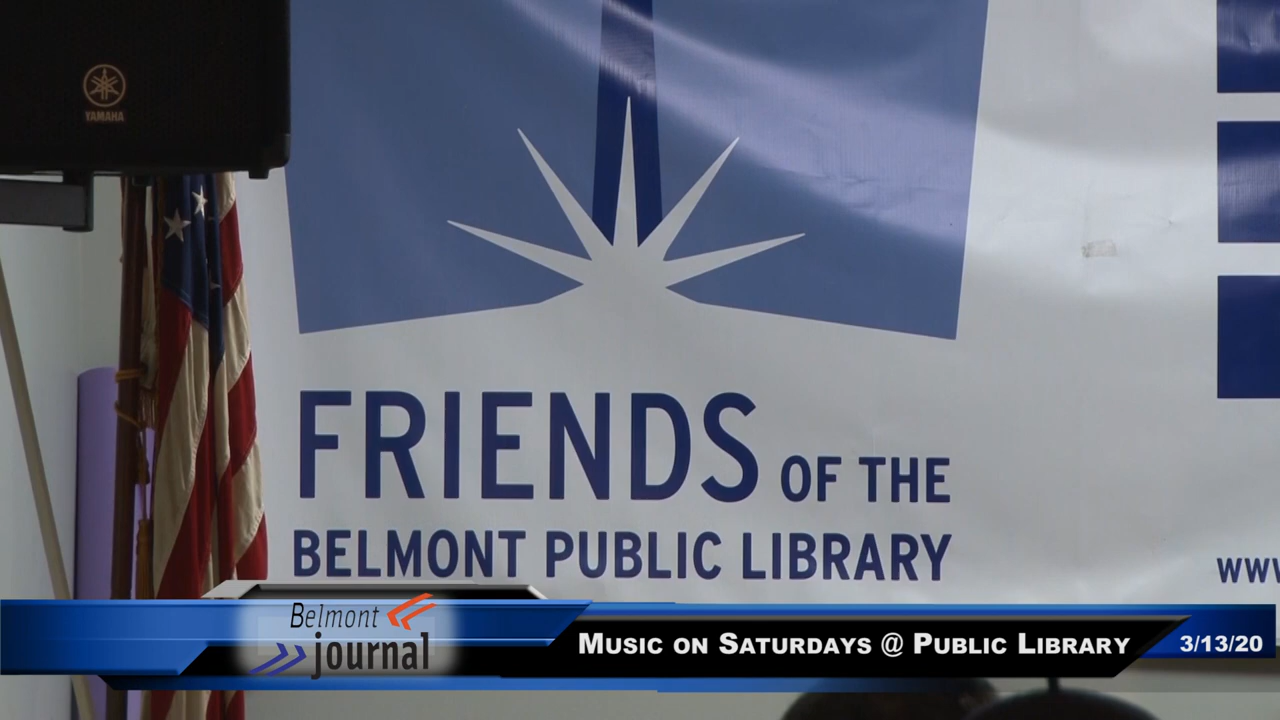 YAMAHA
FRIENDS OF THE
BELMONT PUBLIC LIBRARY
WWW
Belmont
journal
MUSIC ON SATURDAYS @ PUBLIC LIBRARY
3/13/20